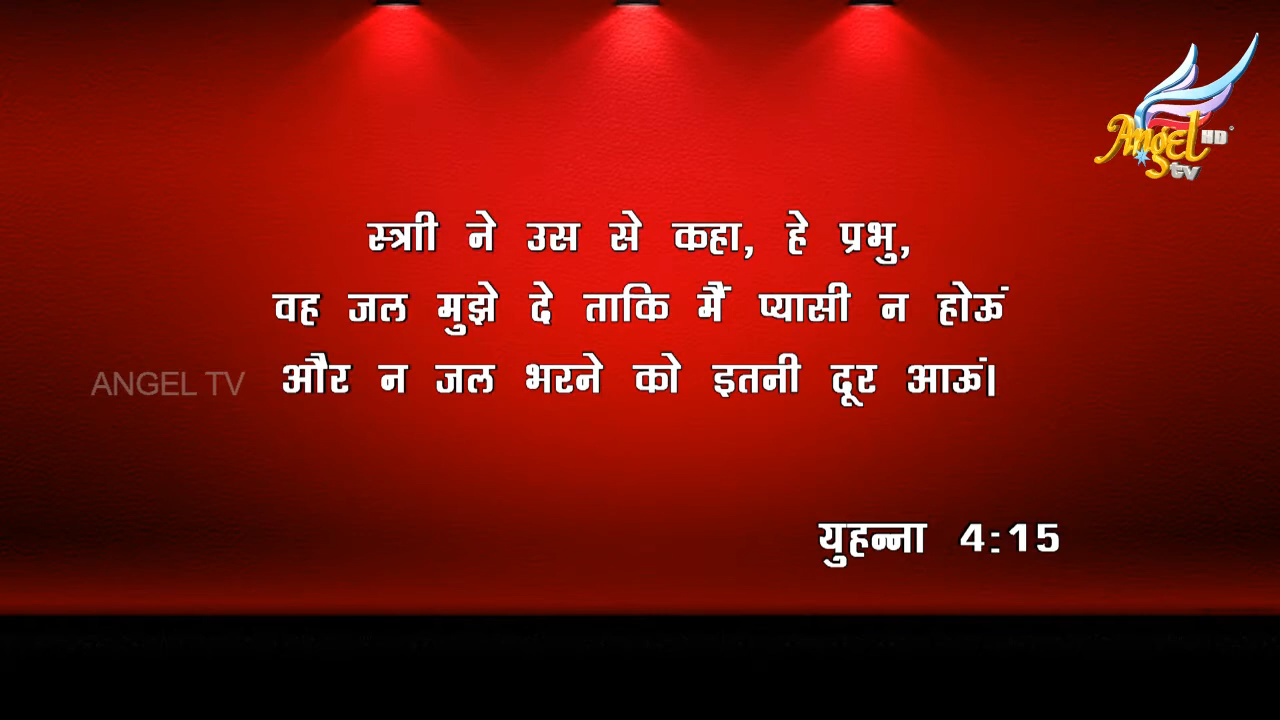 Angel HD
tv
स्त्राी ने उस से कहा, हे प्रभु,
वह जल मुझे दे ताकि मैं प्यासी न होऊं
ANGEL TV
और न जल भरने को इतनी दूर आऊं।
युहन्ना 4:15